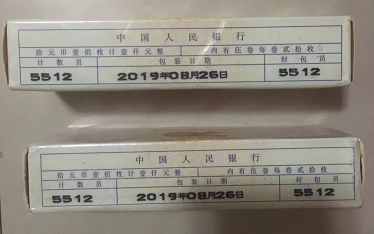 中国人民银行
拾元币壹佰枚计壹仟元整 内有伍卷每卷贰拾枚
计数员 包装日期 封包员
5512 2019年08月26日 5512
中国人民银行
拾元币壹佰枚计壹仟元整 内有伍卷每卷贰拾枚
计数员 包装日期 封包员
5512 2019年08月26日 5512